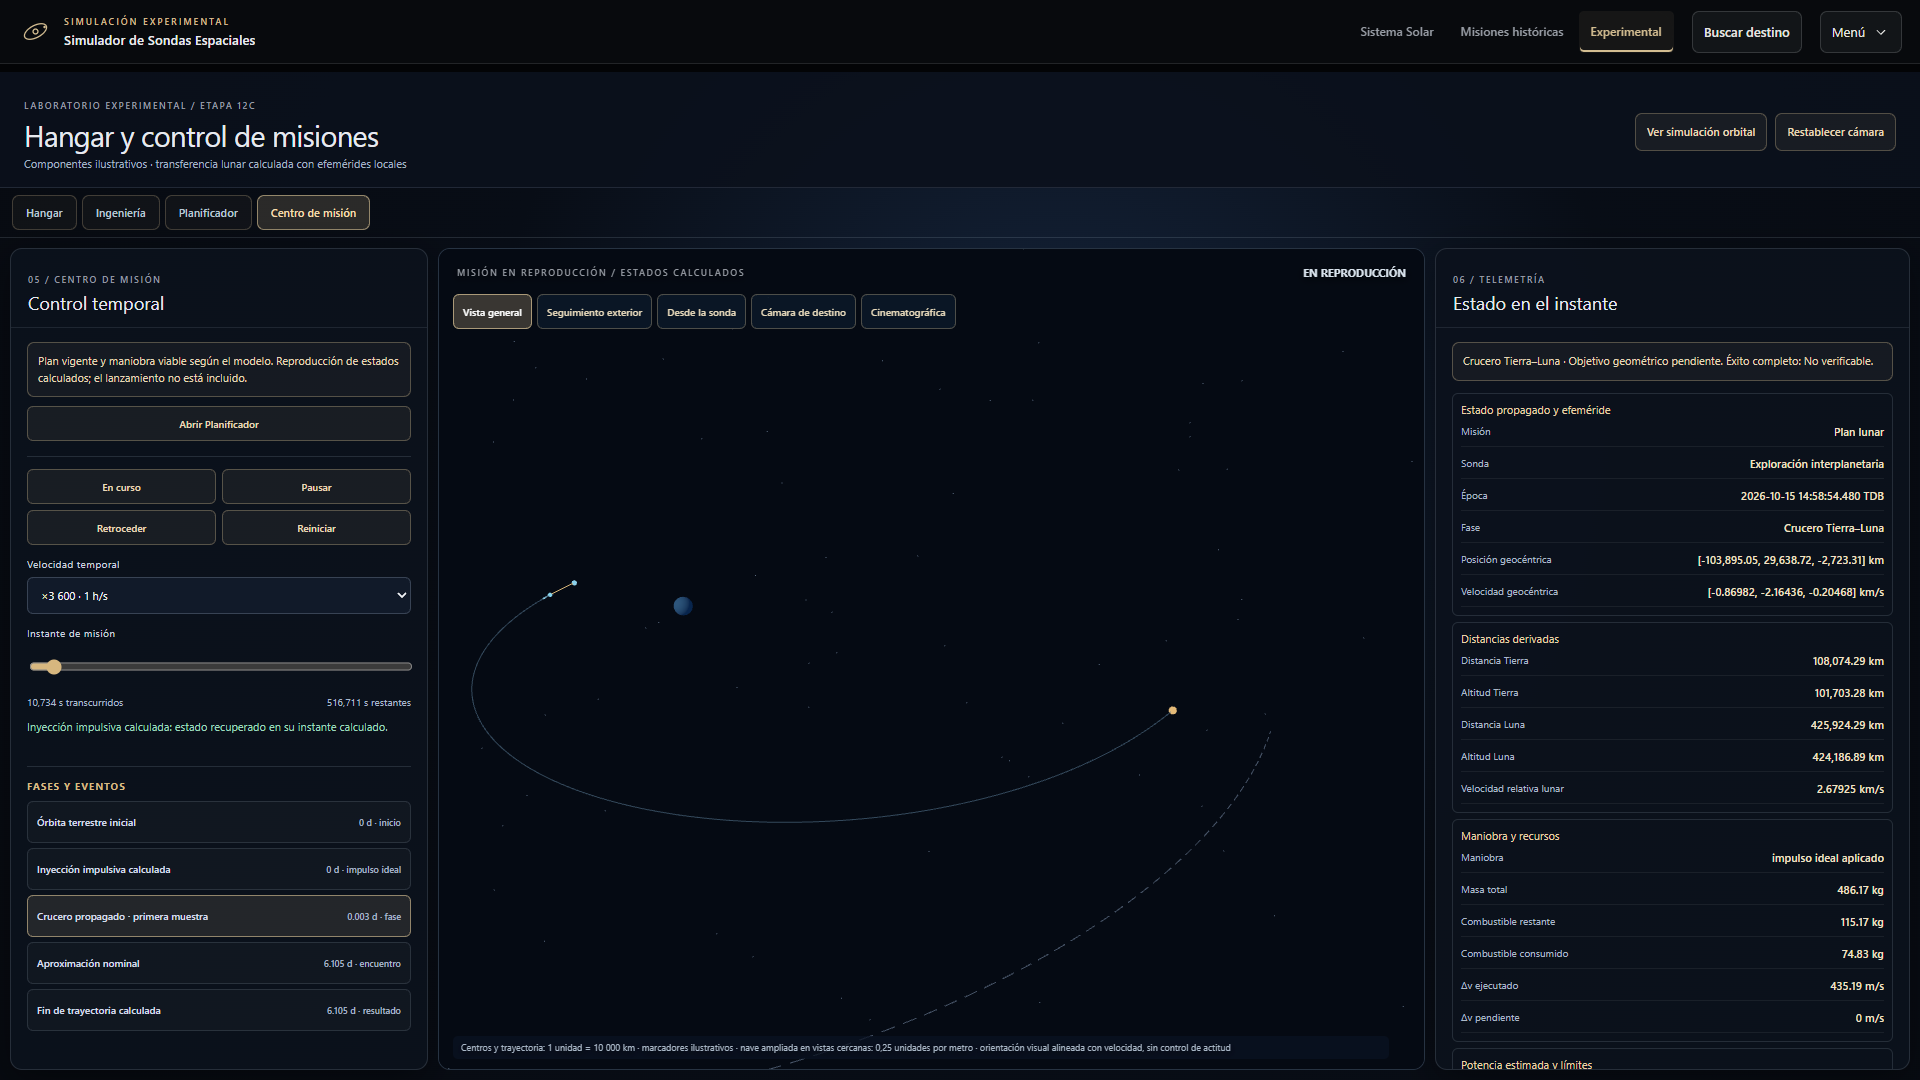 SIMULACIÓN EXPERIMENTAL
Simulador de Sondas Espaciales
Sistema Solar
Misiones históricas
Experimental
Buscar destino
Menú
LABORATORIO EXPERIMENTAL / ETAPA 12C
Hangar y control de misiones
Componentes ilustrativos · transferencia lunar calculada con efemérides locales
Ver simulación orbital
Restablecer cámara
Hangar
Ingeniería
Planificador
Centro de misión
05 / CENTRO DE MISIÓN
Control temporal
Plan vigente y maniobra viable según el modelo. Reproducción de estados
calculados; el lanzamiento no está incluido.
Abrir Planificador
En curso
Pausar
Retroceder
Reiniciar
Velocidad temporal
×3 600 · 1 h/s
Instante de misión
10,734 s transcurridos
516,711 s restantes
Inyección impulsiva calculada: estado recuperado en su instante calculado.
FASES Y EVENTOS
Órbita terrestre inicial
0 d · inicio
Inyección impulsiva calculada
0 d · impulso ideal
Crucero propagado · primera muestra
0.003 d · fase
Aproximación nominal
6.105 d · encuentro
Fin de trayectoria calculada
6.105 d · resultado
MISIÓN EN REPRODUCCIÓN / ESTADOS CALCULADOS
EN REPRODUCCIÓN
Vista general
Seguimiento exterior
Desde la sonda
Cámara de destino
Cinematográfica
Centros y trayectoria: 1 unidad = 10 000 km · marcadores ilustrativos · nave ampliada en vistas cercanas: 0,25 unidades por metro · orientación visual alineada con velocidad, sin control de actitud
06 / TELEMETRÍA
Estado en el instante
Crucero Tierra–Luna · Objetivo geométrico pendiente. Éxito completo: No verificable.
Estado propagado y efeméride
Misión
Plan lunar
Sonda
Exploración interplanetaria
Época
2026-10-15 14:58:54.480 TDB
Fase
Crucero Tierra–Luna
Posición geocéntrica
[-103,895.05, 29,638.72, -2,723.31] km
Velocidad geocéntrica
[-0.86982, -2.16436, -0.20468] km/s
Distancias derivadas
Distancia Tierra
108,074.29 km
Altitud Tierra
101,703.28 km
Distancia Luna
425,924.29 km
Altitud Luna
424,186.89 km
Velocidad relativa lunar
2.67925 km/s
Maniobra y recursos
Maniobra
impulso ideal aplicado
Masa total
486.17 kg
Combustible restante
115.17 kg
Combustible consumido
74.83 kg
Δv ejecutado
435.19 m/s
Δv pendiente
0 m/s
Potencia estimada y límites